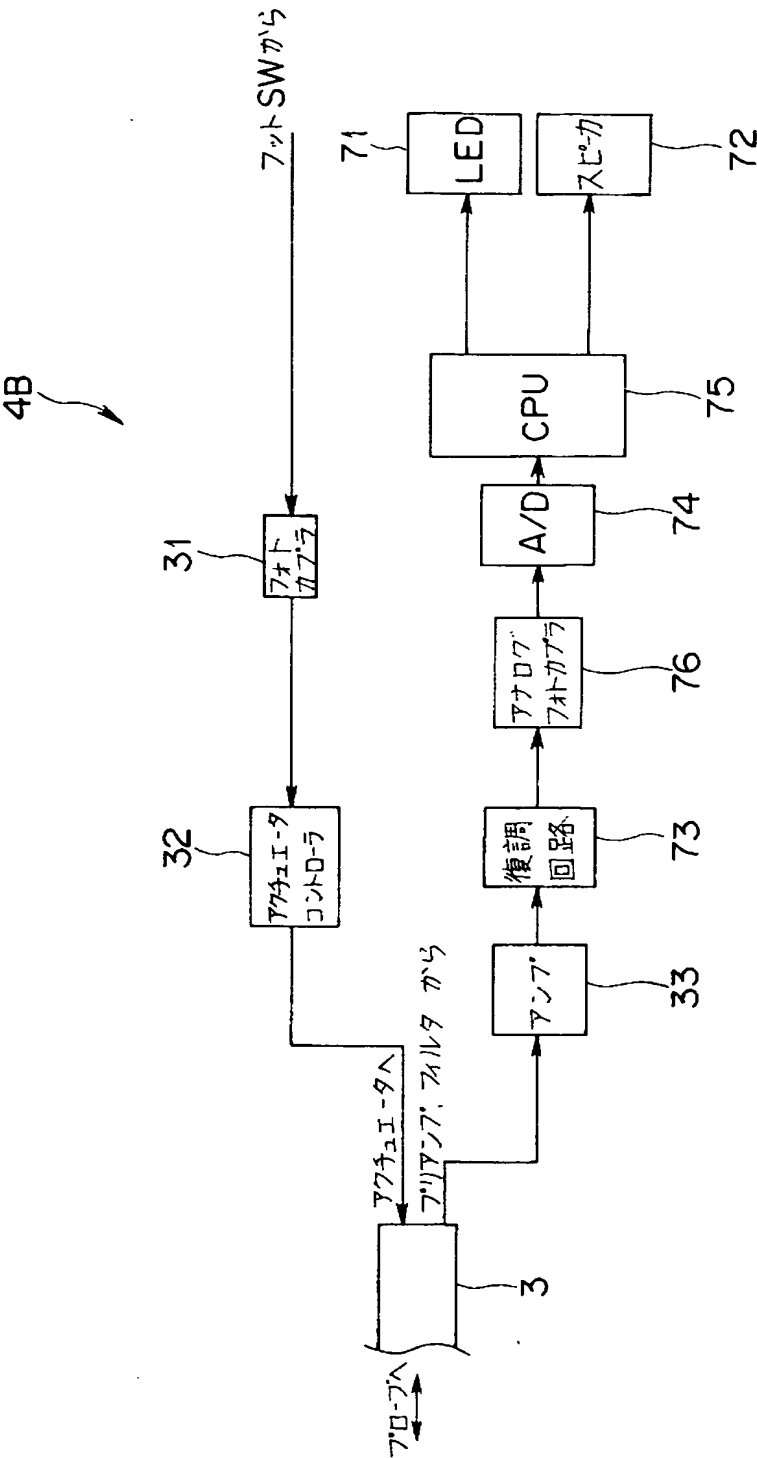 4B
フットSWから
31
フォト
カプラ
32
アクチュエータ
コントローラ
アクチュエータへ
プリアンプ、フィルタ から
プローブへ
3
アンプ
33
復調
回路
73
アナログ
フォトカプラ
76
A/D
74
CPU
75
LED
71
スピーカ
72